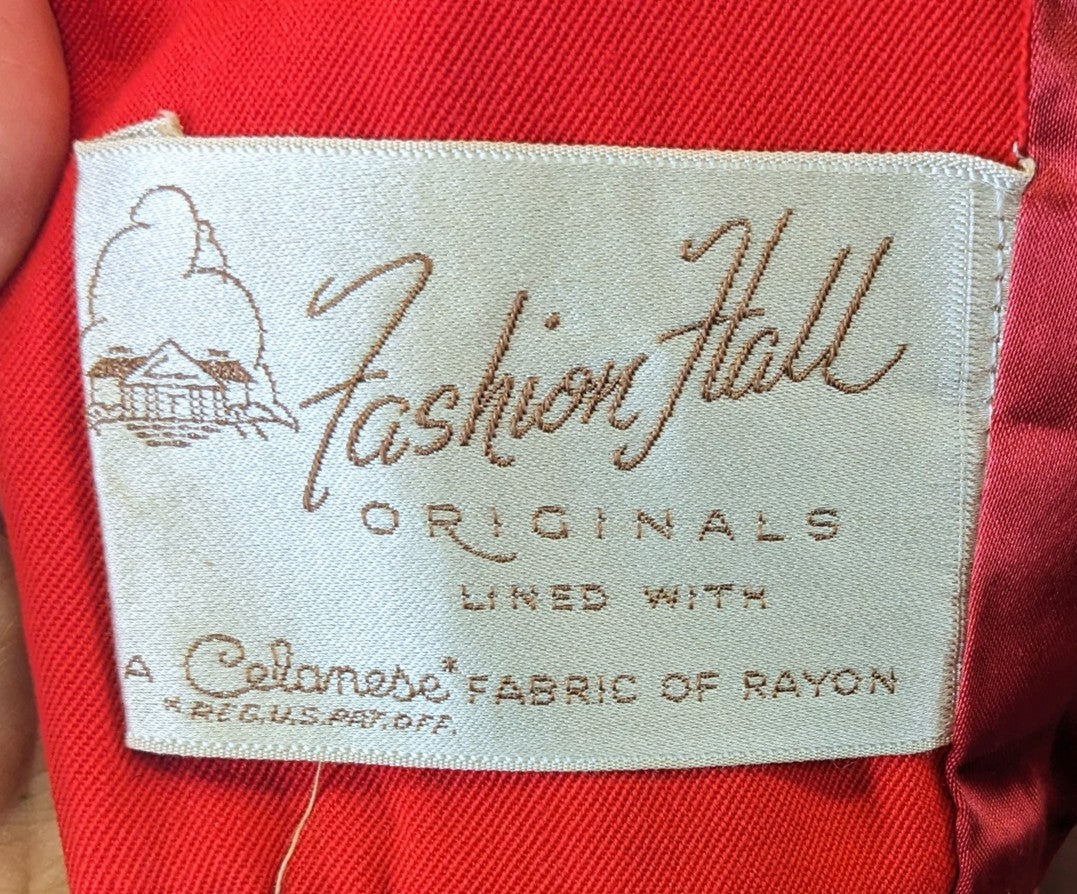 Fashion Hall
ORIGINALS
LINED WITH
A Celanese* FABRIC OF RAYON
*REG.U.S.PAT.OFF.